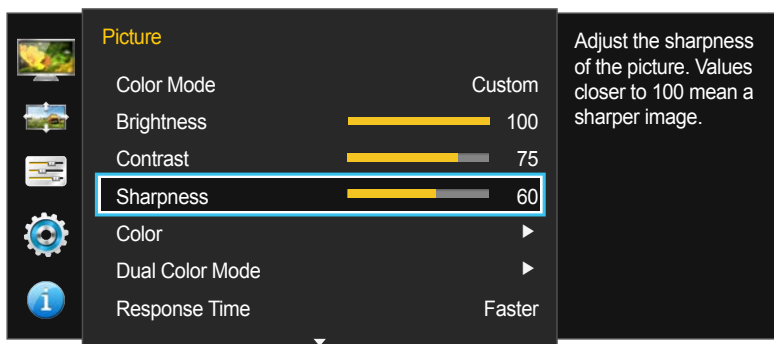 Picture
Color Mode Custom
Brightness 100
Contrast 75
Sharpness 60
Color
Dual Color Mode
Response Time Faster
Adjust the sharpness
of the picture. Values
closer to 100 mean a
sharper image.
i